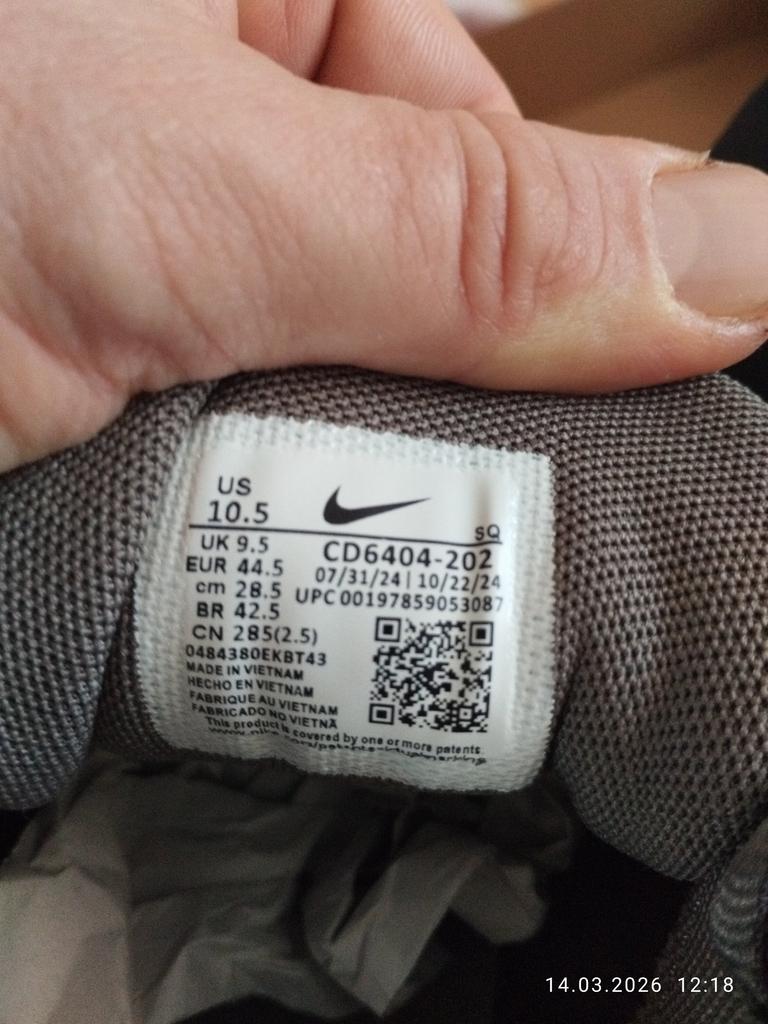 US
10.5
SQ
UK 9.5
EUR 44.5
cm 28.5
BR 42.5
CN 285(2.5)
CD6404-202
07/31/24 | 10/22/24
UPC 00197859053087
0484380EKBT43
MADE IN VIETNAM
HECHO EN VIETNAM
FABRIQUE AU VIETNAM
FABRICADO NO VIETNÃ
This product is covered by one or more patents
14.03.2026 12:18